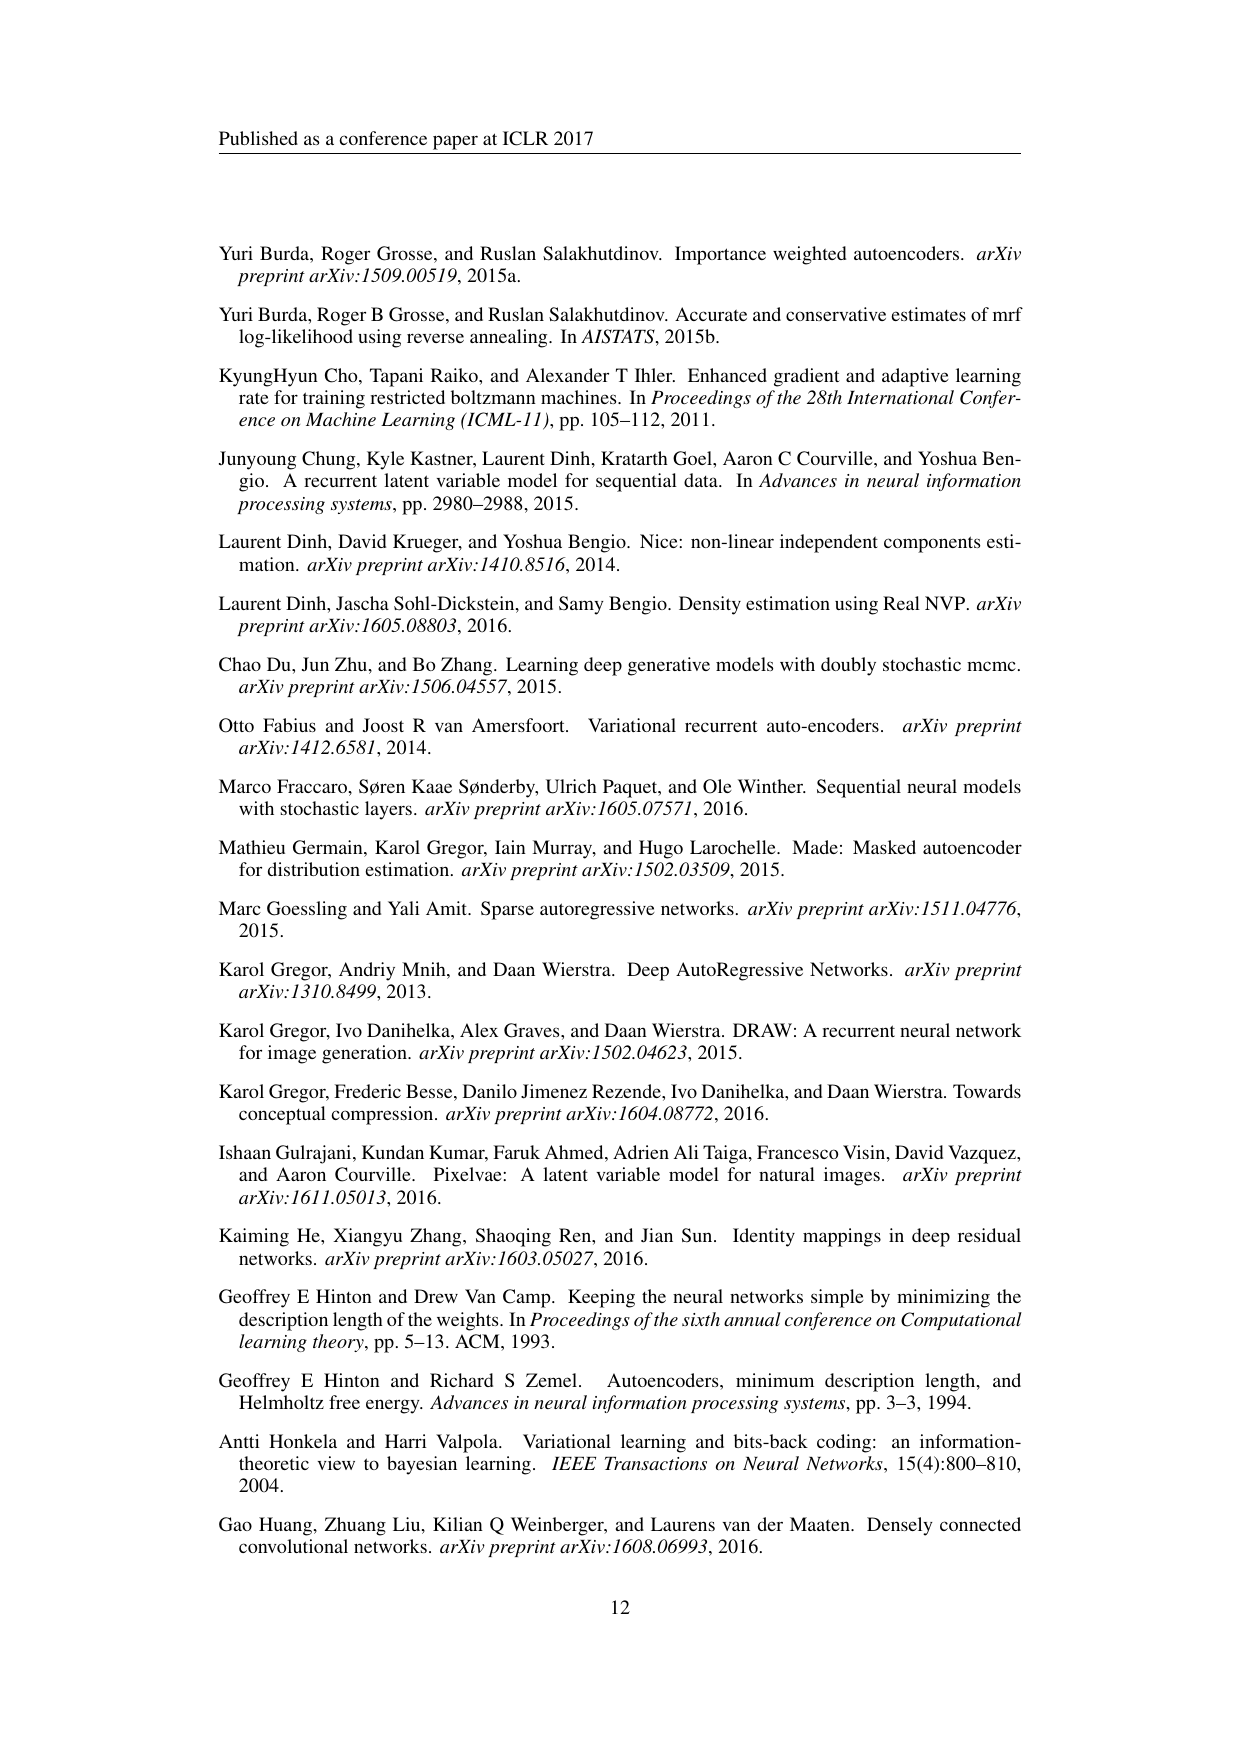 Published as a conference paper at ICLR 2017
Yuri Burda, Roger Grosse, and Ruslan Salakhutdinov. Importance weighted autoencoders. arXiv
preprint arXiv:1509.00519, 2015a.
Yuri Burda, Roger B Grosse, and Ruslan Salakhutdinov. Accurate and conservative estimates of mrf
log-likelihood using reverse annealing. In AISTATS, 2015b.
KyungHyun Cho, Tapani Raiko, and Alexander T Ihler. Enhanced gradient and adaptive learning
rate for training restricted boltzmann machines. In Proceedings of the 28th International Confer-
ence on Machine Learning (ICML-11), pp. 105–112, 2011.
Junyoung Chung, Kyle Kastner, Laurent Dinh, Kratarth Goel, Aaron C Courville, and Yoshua Ben-
gio. A recurrent latent variable model for sequential data. In Advances in neural information
processing systems, pp. 2980–2988, 2015.
Laurent Dinh, David Krueger, and Yoshua Bengio. Nice: non-linear independent components esti-
mation. arXiv preprint arXiv:1410.8516, 2014.
Laurent Dinh, Jascha Sohl-Dickstein, and Samy Bengio. Density estimation using Real NVP. arXiv
preprint arXiv:1605.08803, 2016.
Chao Du, Jun Zhu, and Bo Zhang. Learning deep generative models with doubly stochastic mcmc.
arXiv preprint arXiv:1506.04557, 2015.
Otto Fabius and Joost R van Amersfoort. Variational recurrent auto-encoders. arXiv preprint
arXiv:1412.6581, 2014.
Marco Fraccaro, Søren Kaae Sønderby, Ulrich Paquet, and Ole Winther. Sequential neural models
with stochastic layers. arXiv preprint arXiv:1605.07571, 2016.
Mathieu Germain, Karol Gregor, Iain Murray, and Hugo Larochelle. Made: Masked autoencoder
for distribution estimation. arXiv preprint arXiv:1502.03509, 2015.
Marc Goessling and Yali Amit. Sparse autoregressive networks. arXiv preprint arXiv:1511.04776,
2015.
Karol Gregor, Andriy Mnih, and Daan Wierstra. Deep AutoRegressive Networks. arXiv preprint
arXiv:1310.8499, 2013.
Karol Gregor, Ivo Danihelka, Alex Graves, and Daan Wierstra. DRAW: A recurrent neural network
for image generation. arXiv preprint arXiv:1502.04623, 2015.
Karol Gregor, Frederic Besse, Danilo Jimenez Rezende, Ivo Danihelka, and Daan Wierstra. Towards
conceptual compression. arXiv preprint arXiv:1604.08772, 2016.
Ishaan Gulrajani, Kundan Kumar, Faruk Ahmed, Adrien Ali Taiga, Francesco Visin, David Vazquez,
and Aaron Courville. Pixelvae: A latent variable model for natural images. arXiv preprint
arXiv:1611.05013, 2016.
Kaiming He, Xiangyu Zhang, Shaoqing Ren, and Jian Sun. Identity mappings in deep residual
networks. arXiv preprint arXiv:1603.05027, 2016.
Geoffrey E Hinton and Drew Van Camp. Keeping the neural networks simple by minimizing the
description length of the weights. In Proceedings of the sixth annual conference on Computational
learning theory, pp. 5–13. ACM, 1993.
Geoffrey E Hinton and Richard S Zemel. Autoencoders, minimum description length, and
Helmholtz free energy. Advances in neural information processing systems, pp. 3–3, 1994.
Antti Honkela and Harri Valpola. Variational learning and bits-back coding: an information-
theoretic view to bayesian learning. IEEE Transactions on Neural Networks, 15(4):800–810,
2004.
Gao Huang, Zhuang Liu, Kilian Q Weinberger, and Laurens van der Maaten. Densely connected
convolutional networks. arXiv preprint arXiv:1608.06993, 2016.
12